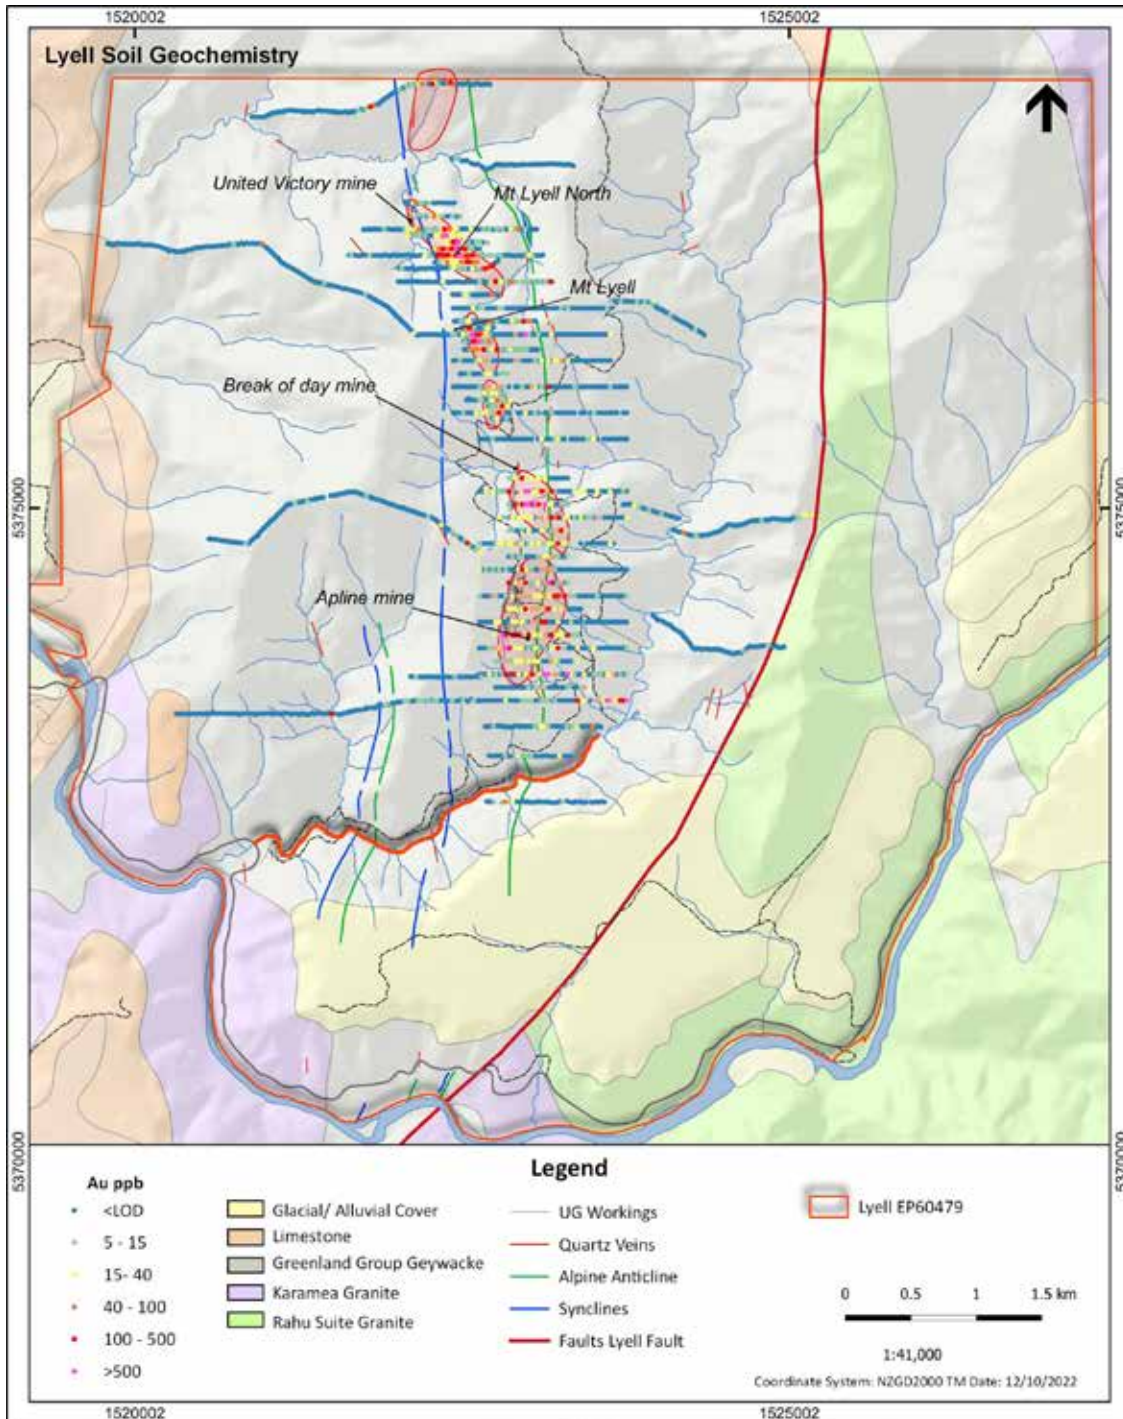 1520002
1525002
Lyell Soil Geochemistry
United Victory mine
Mt Lyell North
Mt Lyell
Break of day mine
5375000
5375000
Apline mine
5370000
5370000
Legend
Au ppb
<LOD
5 - 15
15- 40
40 - 100
100 - 500
>500
Glacial/ Alluvial Cover
Limestone
Greenland Group Geywacke
Karamea Granite
Rahu Suite Granite
UG Workings
Quartz Veins
Alpine Anticline
Synclines
Faults Lyell Fault
Lyell EP60479
0 0.5 1 1.5 km
1:41,000
Coordinate System: NZGD2000 TM Date: 12/10/2022
1520002
1525002